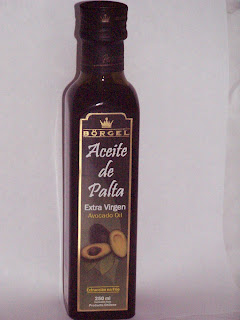 BÖRGEL
Aceite
de
Palta
Extra Virgen
Avocado Oil
250 ml